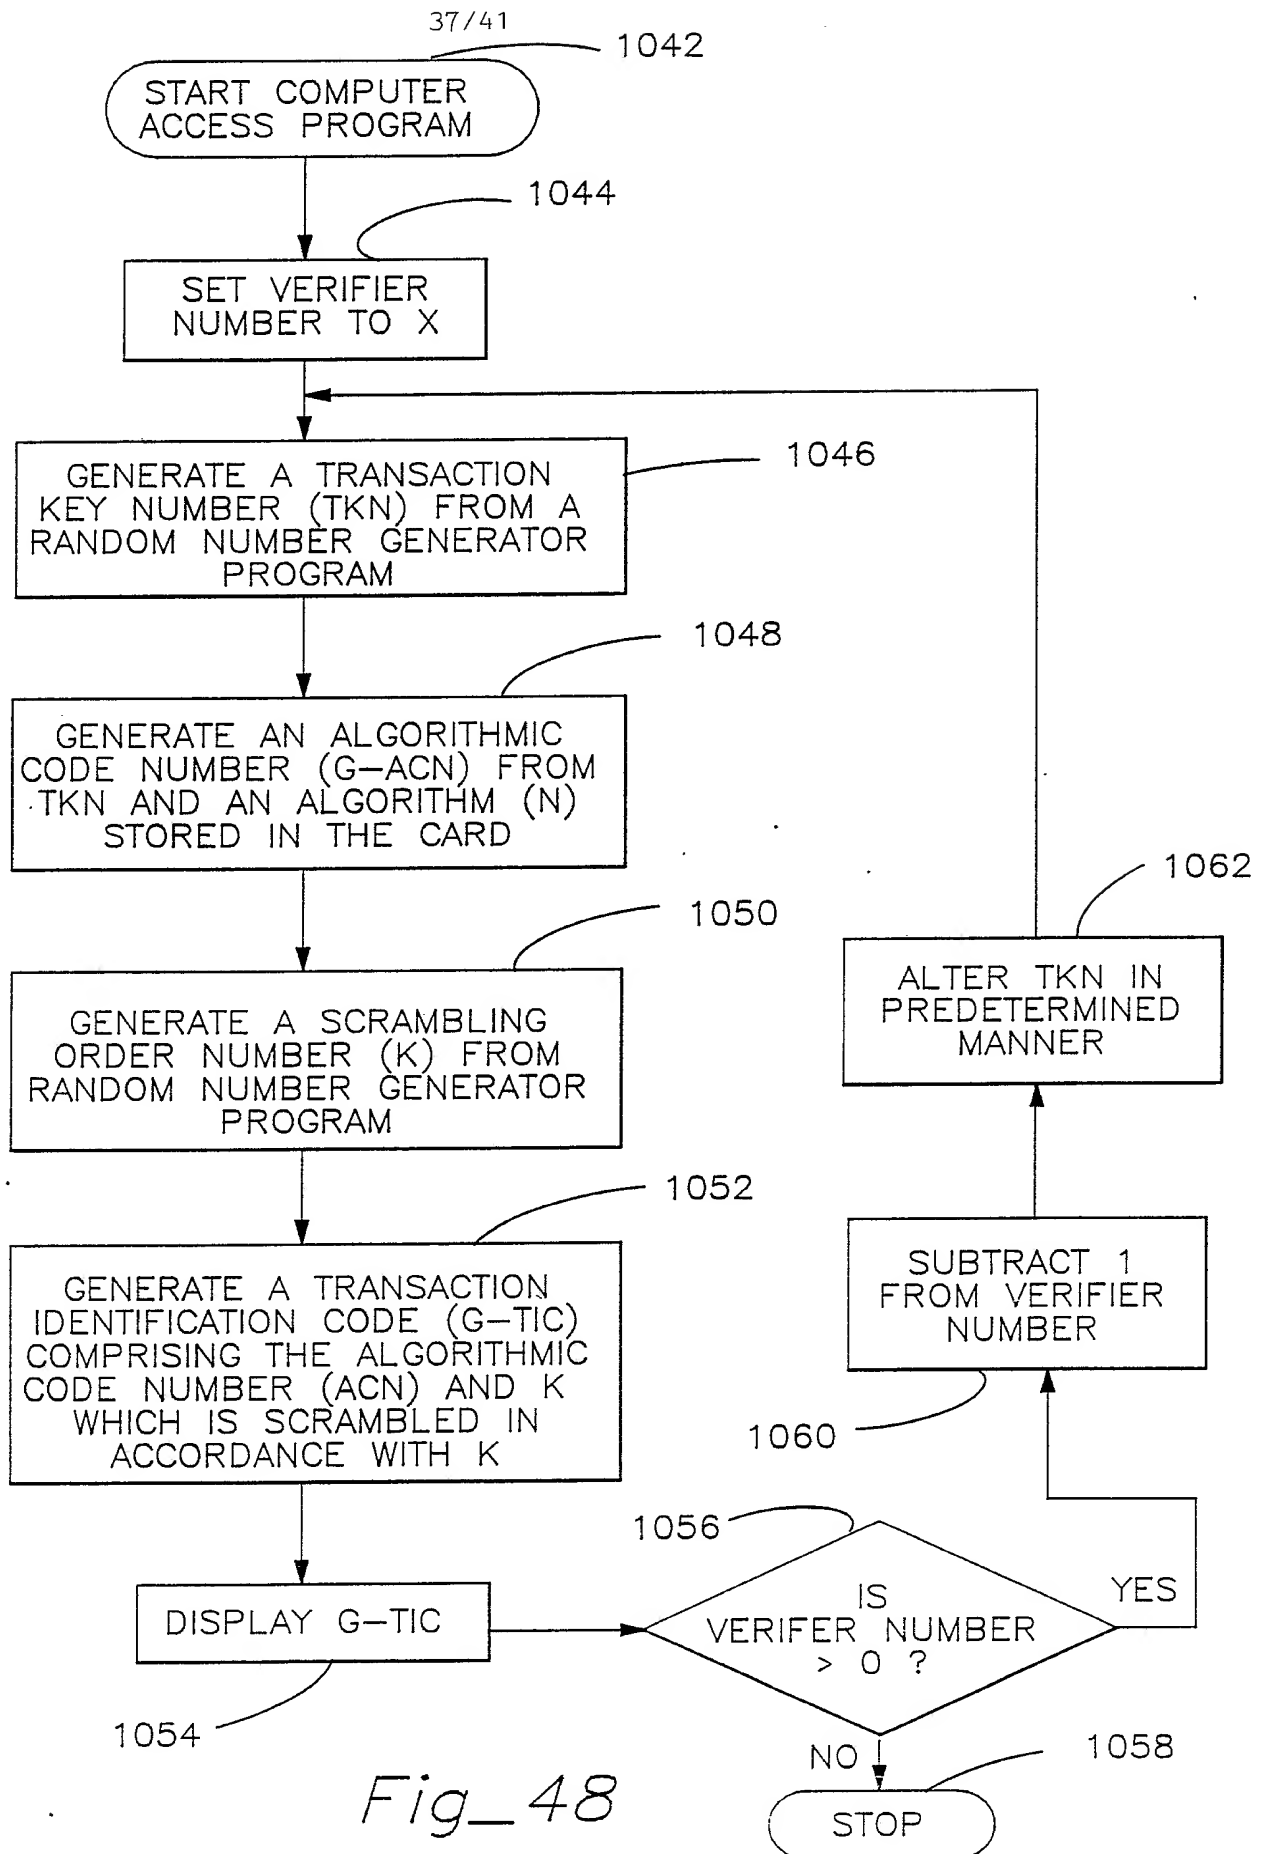 37/41
1042
START COMPUTER
ACCESS PROGRAM
1044
SET VERIFIER
NUMBER TO X
1046
GENERATE A TRANSACTION
KEY NUMBER (TKN) FROM A
RANDOM NUMBER GENERATOR
PROGRAM
1048
GENERATE AN ALGORITHMIC
CODE NUMBER (G-ACN) FROM
TKN AND AN ALGORITHM (N)
STORED IN THE CARD
1050
GENERATE A SCRAMBLING
ORDER NUMBER (K) FROM
RANDOM NUMBER GENERATOR
PROGRAM
1052
GENERATE A TRANSACTION
IDENTIFICATION CODE (G-TIC)
COMPRISING THE ALGORITHMIC
CODE NUMBER (ACN) AND K
WHICH IS SCRAMBLED IN
ACCORDANCE WITH K
DISPLAY G-TIC
1054
1056
IS
VERIFER NUMBER
> 0 ?
YES
NO
1058
STOP
1060
SUBTRACT 1
FROM VERIFIER
NUMBER
1062
ALTER TKN IN
PREDETERMINED
MANNER
Fig_48